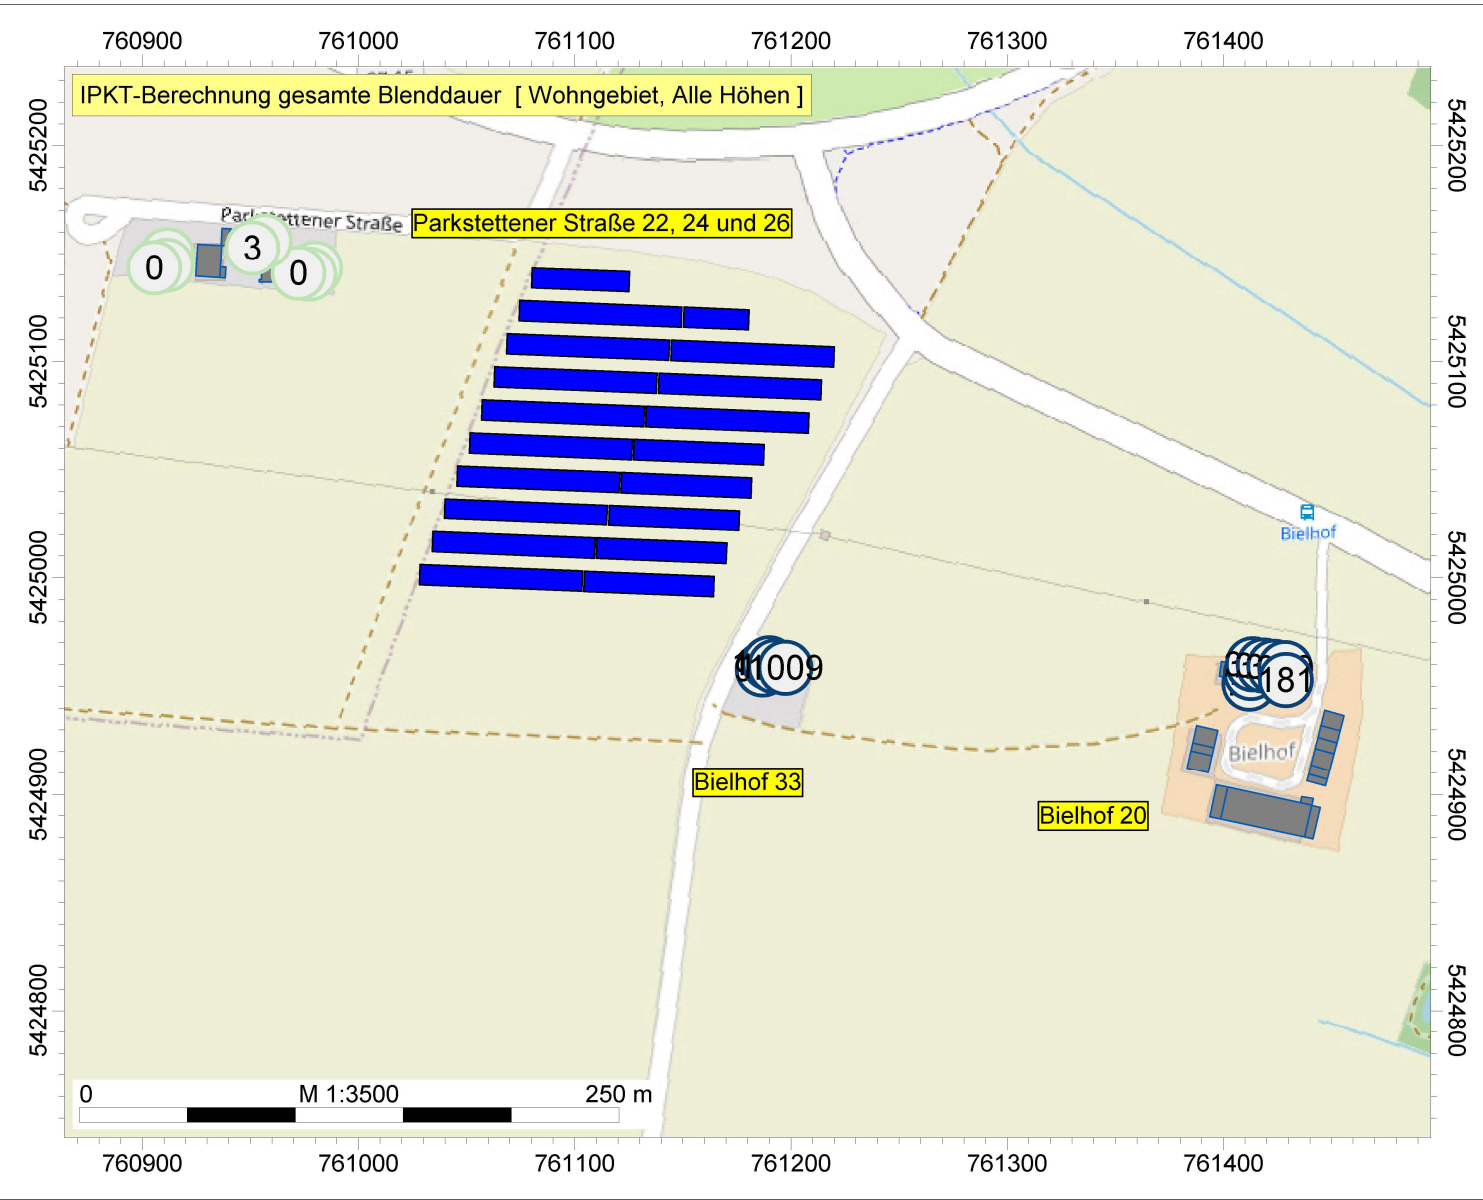 760900 761000 761100 761200 761300 761400
IPKT-Berechnung gesamte Blenddauer [ Wohngebiet, Alle Höhen ]
5425200 5425200
Parkstettener Straße
Parkstettener Straße 22, 24 und 26
0 3 0
5425100 5425100
Bielhof
5425000 5425000
1009
181
Bielhof
Bielhof 33
Bielhof 20
5424900 5424900
5424800 5424800
0 M 1:3500 250 m
760900 761000 761100 761200 761300 761400